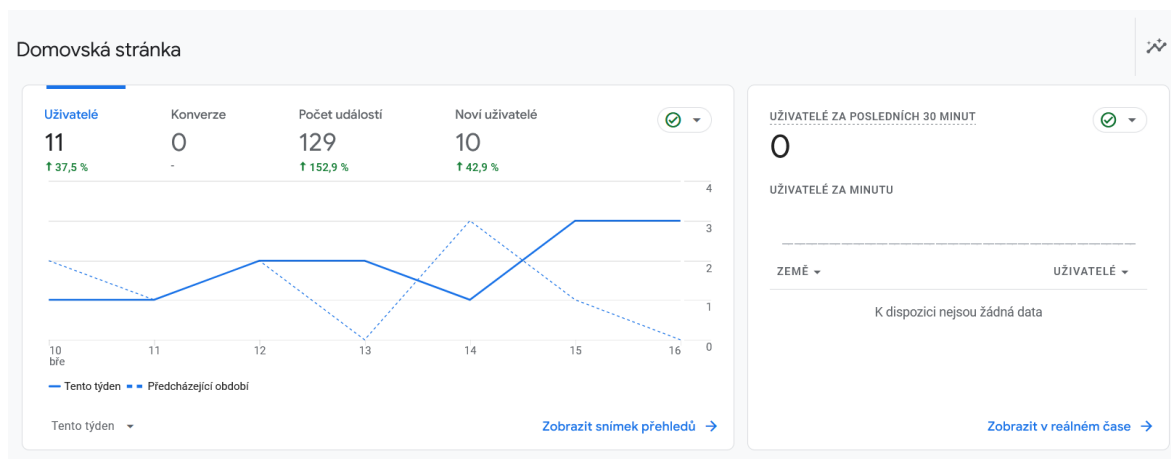 Domovská stránka
Uživatelé
11
37,5 %
Konverze
0
-
Počet událostí
129
152,9 %
Noví uživatelé
10
42,9 %
4
3
2
1
0
10
bře
11
12
13
14
15
16
Tento týden
Předcházející období
Tento týden
Zobrazit snímek přehledů
UŽIVATELÉ ZA POSLEDNÍCH 30 MINUT
0
UŽIVATELÉ ZA MINUTU
ZEMĚ
UŽIVATELÉ
K dispozici nejsou žádná data
Zobrazit v reálném čase